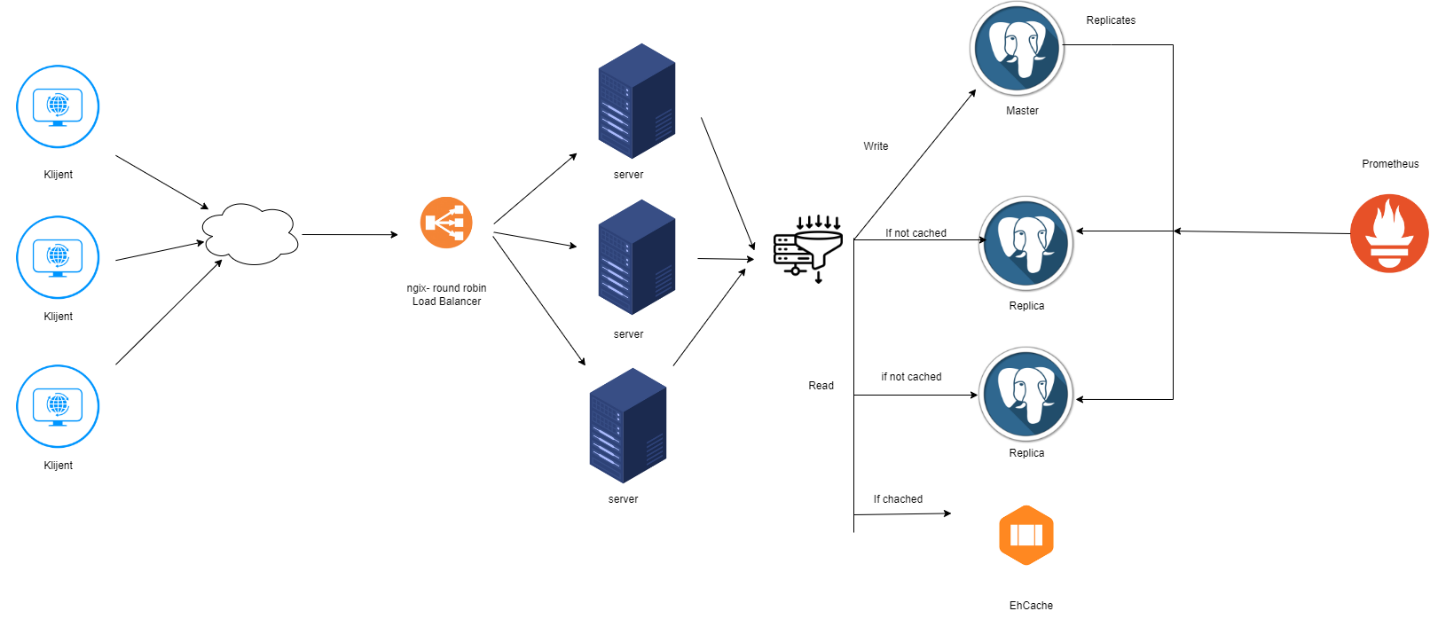 Klijent
Klijent
Klijent
ngix- round robin
Load Balancer
server
server
server
Write
Read
If not cached
if not cached
If chached
Replicates
Master
Replica
Replica
EhCache
Prometheus